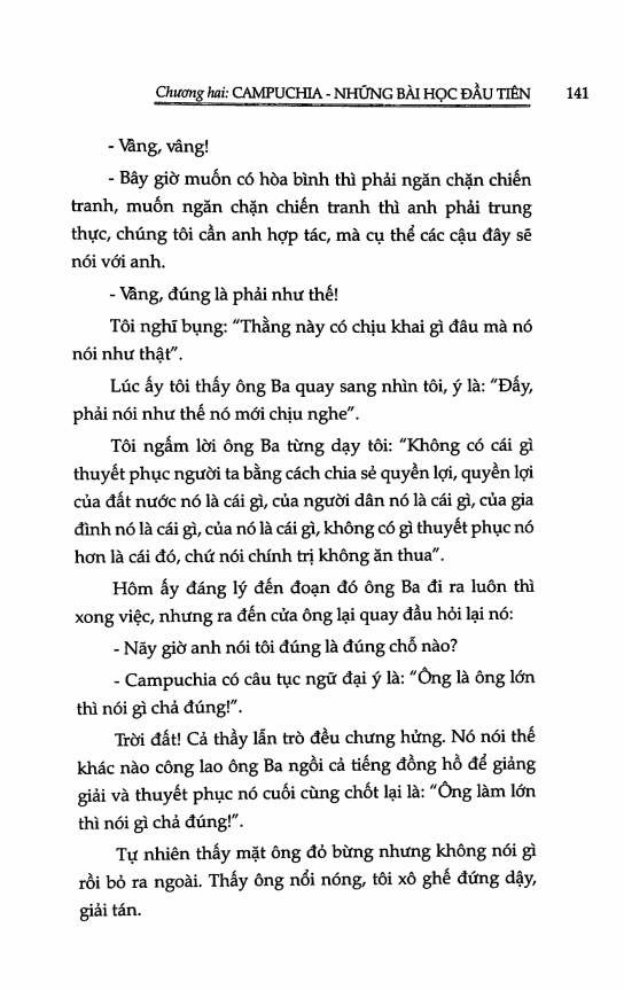 Chương hai: CAMPUCHIA - NHỮNG BÀI HỌC ĐẦU TIÊN 141
- Vâng, vâng!
- Bây giờ muốn có hòa bình thì phải ngăn chặn chiến
tranh, muốn ngăn chặn chiến tranh thì anh phải trung
thực, chúng tôi cần anh hợp tác, mà cụ thể các cậu đây sẽ
nói với anh.
- Vâng, đúng là phải như thế!
Tôi nghĩ bụng: "Thằng này có chịu khai gì đâu mà nó
nói như thật".
Lúc ấy tôi thấy ông Ba quay sang nhìn tôi, ý là: "Đấy,
phải nói như thế nó mới chịu nghe".
Tôi ngấm lời ông Ba từng dạy tôi: "Không có cái gì
thuyết phục người ta bằng cách chia sẻ quyền lợi, quyền lợi
của đất nước nó là cái gì, của người dân nó là cái gì, của gia
đình nó là cái gì, của nó là cái gì, không có gì thuyết phục nó
hơn là cái đó, chứ nói chính trị không ăn thua".
Hôm ấy đáng lý đến đoạn đó ông Ba đi ra luôn thì
xong việc, nhưng ra đến cửa ông lại quay đầu hỏi lại nó:
- Nãy giờ anh nói tôi đúng là đúng chỗ nào?
- Campuchia có câu tục ngữ đại ý là: "Ông là ông lớn
thì nói gì chả đúng!".
Trời đất! Cả thầy lẫn trò đều chưng hửng. Nó nói thế
khác nào công lao ông Ba ngồi cả tiếng đồng hồ để giảng
giải và thuyết phục nó cuối cùng chốt lại là: "Ông làm lớn
thì nói gì chả đúng!".
Tự nhiên thấy mặt ông đỏ bừng nhưng không nói gì
rồi bỏ ra ngoài. Thấy ông nổi nóng, tôi xô ghế đứng dậy,
giải tán.